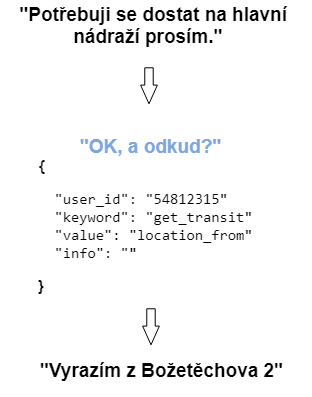 "Potřebuji se dostat na hlavní
nádraží prosím."
"OK, a odkud?"
{
"user_id": "54812315"
"keyword": "get_transit"
"value": "location_from"
"info": ""
}
"Vyrazím z Božetěchova 2"